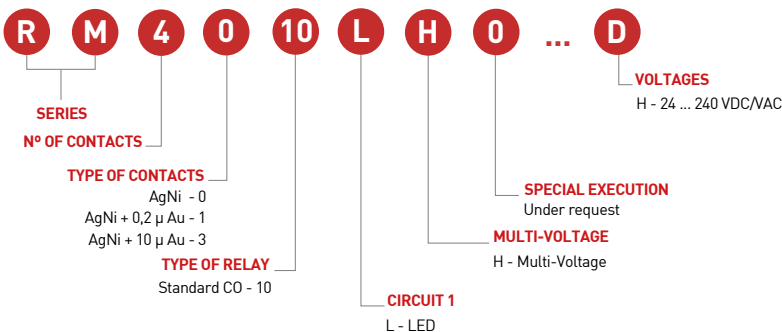 R M 4 0 10 L H 0 ... D
VOLTAGES
H - 24 ... 240 VDC/VAC
SERIES
Nº OF CONTACTS
TYPE OF CONTACTS
AgNi - 0
AgNi + 0,2 µ Au - 1
AgNi + 10 µ Au - 3
SPECIAL EXECUTION
Under request
MULTI-VOLTAGE
H - Multi-Voltage
TYPE OF RELAY
Standard CO - 10
CIRCUIT 1
L - LED